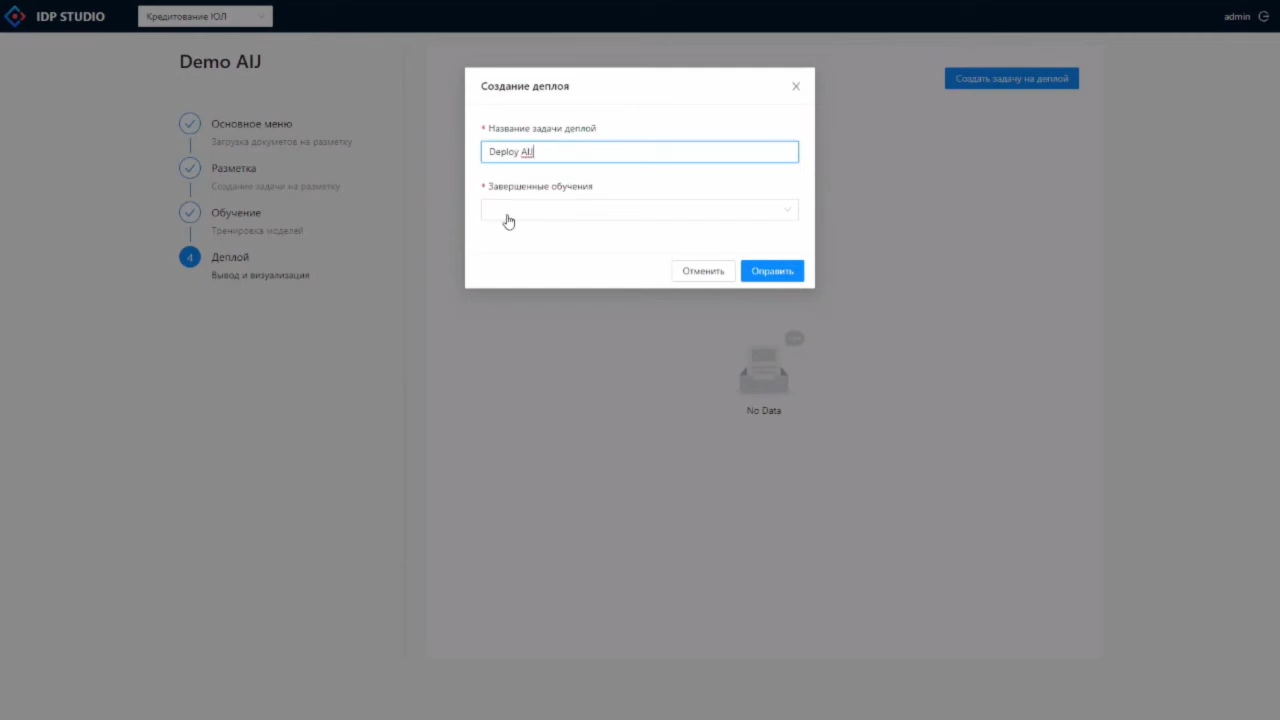 IDP STUDIO
Кредитование ЮЛ
admin
Demo AIJ
Основное меню
Загрузка документов на разметку
Разметка
Создание задачи на разметку
Обучение
Тренировка моделей
4
Деплой
Вывод и визуализация
Создать задачу на деплой
Создание деплоя
* Название задачи деплой
Deploy AIJ
* Завершенные обучения
Отменить
Оправить
No Data